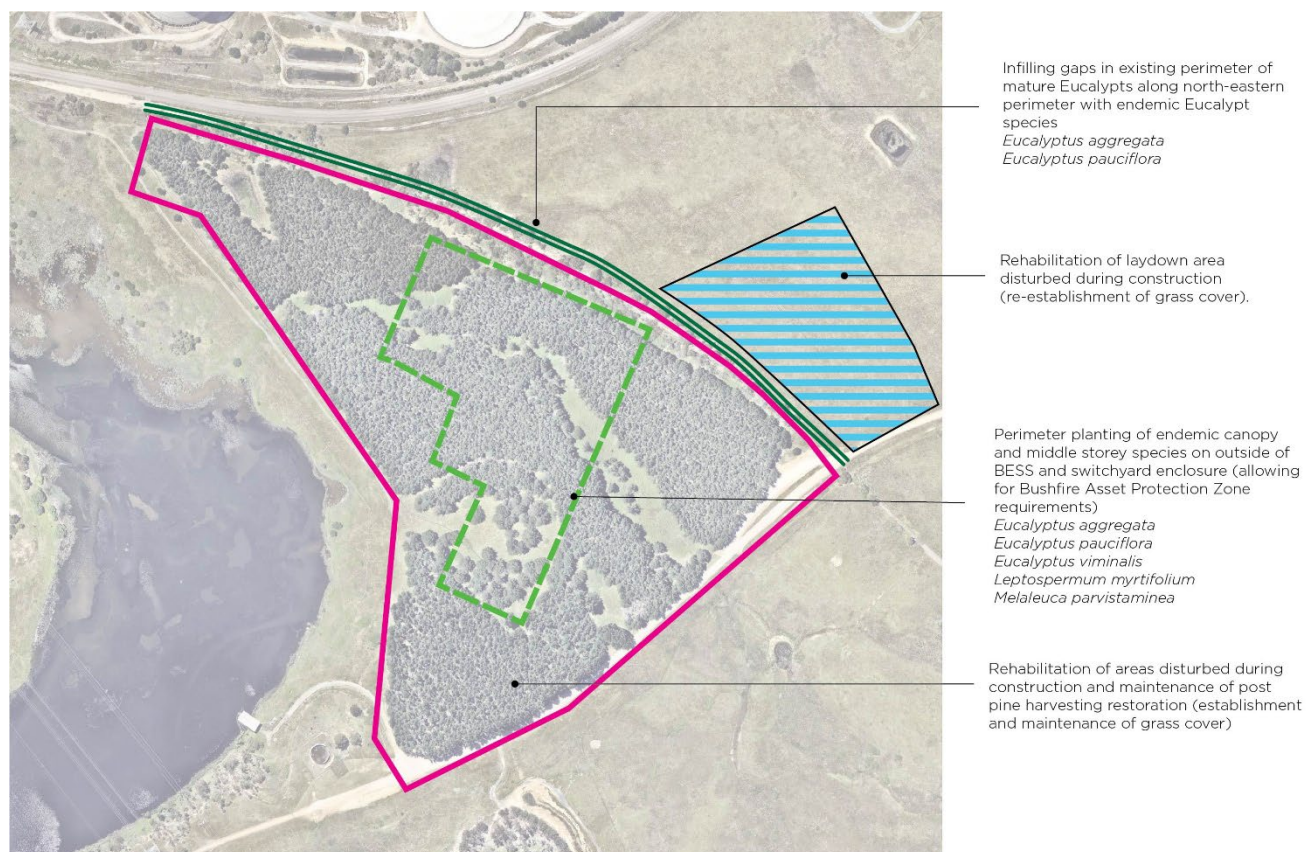 Infilling gaps in existing perimeter of
mature Eucalypts along north-eastern
perimeter with endemic Eucalypt
species
Eucalyptus aggregata
Eucalyptus pauciflora
Rehabilitation of laydown area
disturbed during construction
(re-establishment of grass cover).
Perimeter planting of endemic canopy
and middle storey species on outside of
BESS and switchyard enclosure (allowing
for Bushfire Asset Protection Zone
requirements)
Eucalyptus aggregata
Eucalyptus pauciflora
Eucalyptus viminalis
Leptospermum myrtifolium
Melaleuca parvistaminea
Rehabilitation of areas disturbed during
construction and maintenance of post
pine harvesting restoration (establishment
and maintenance of grass cover)